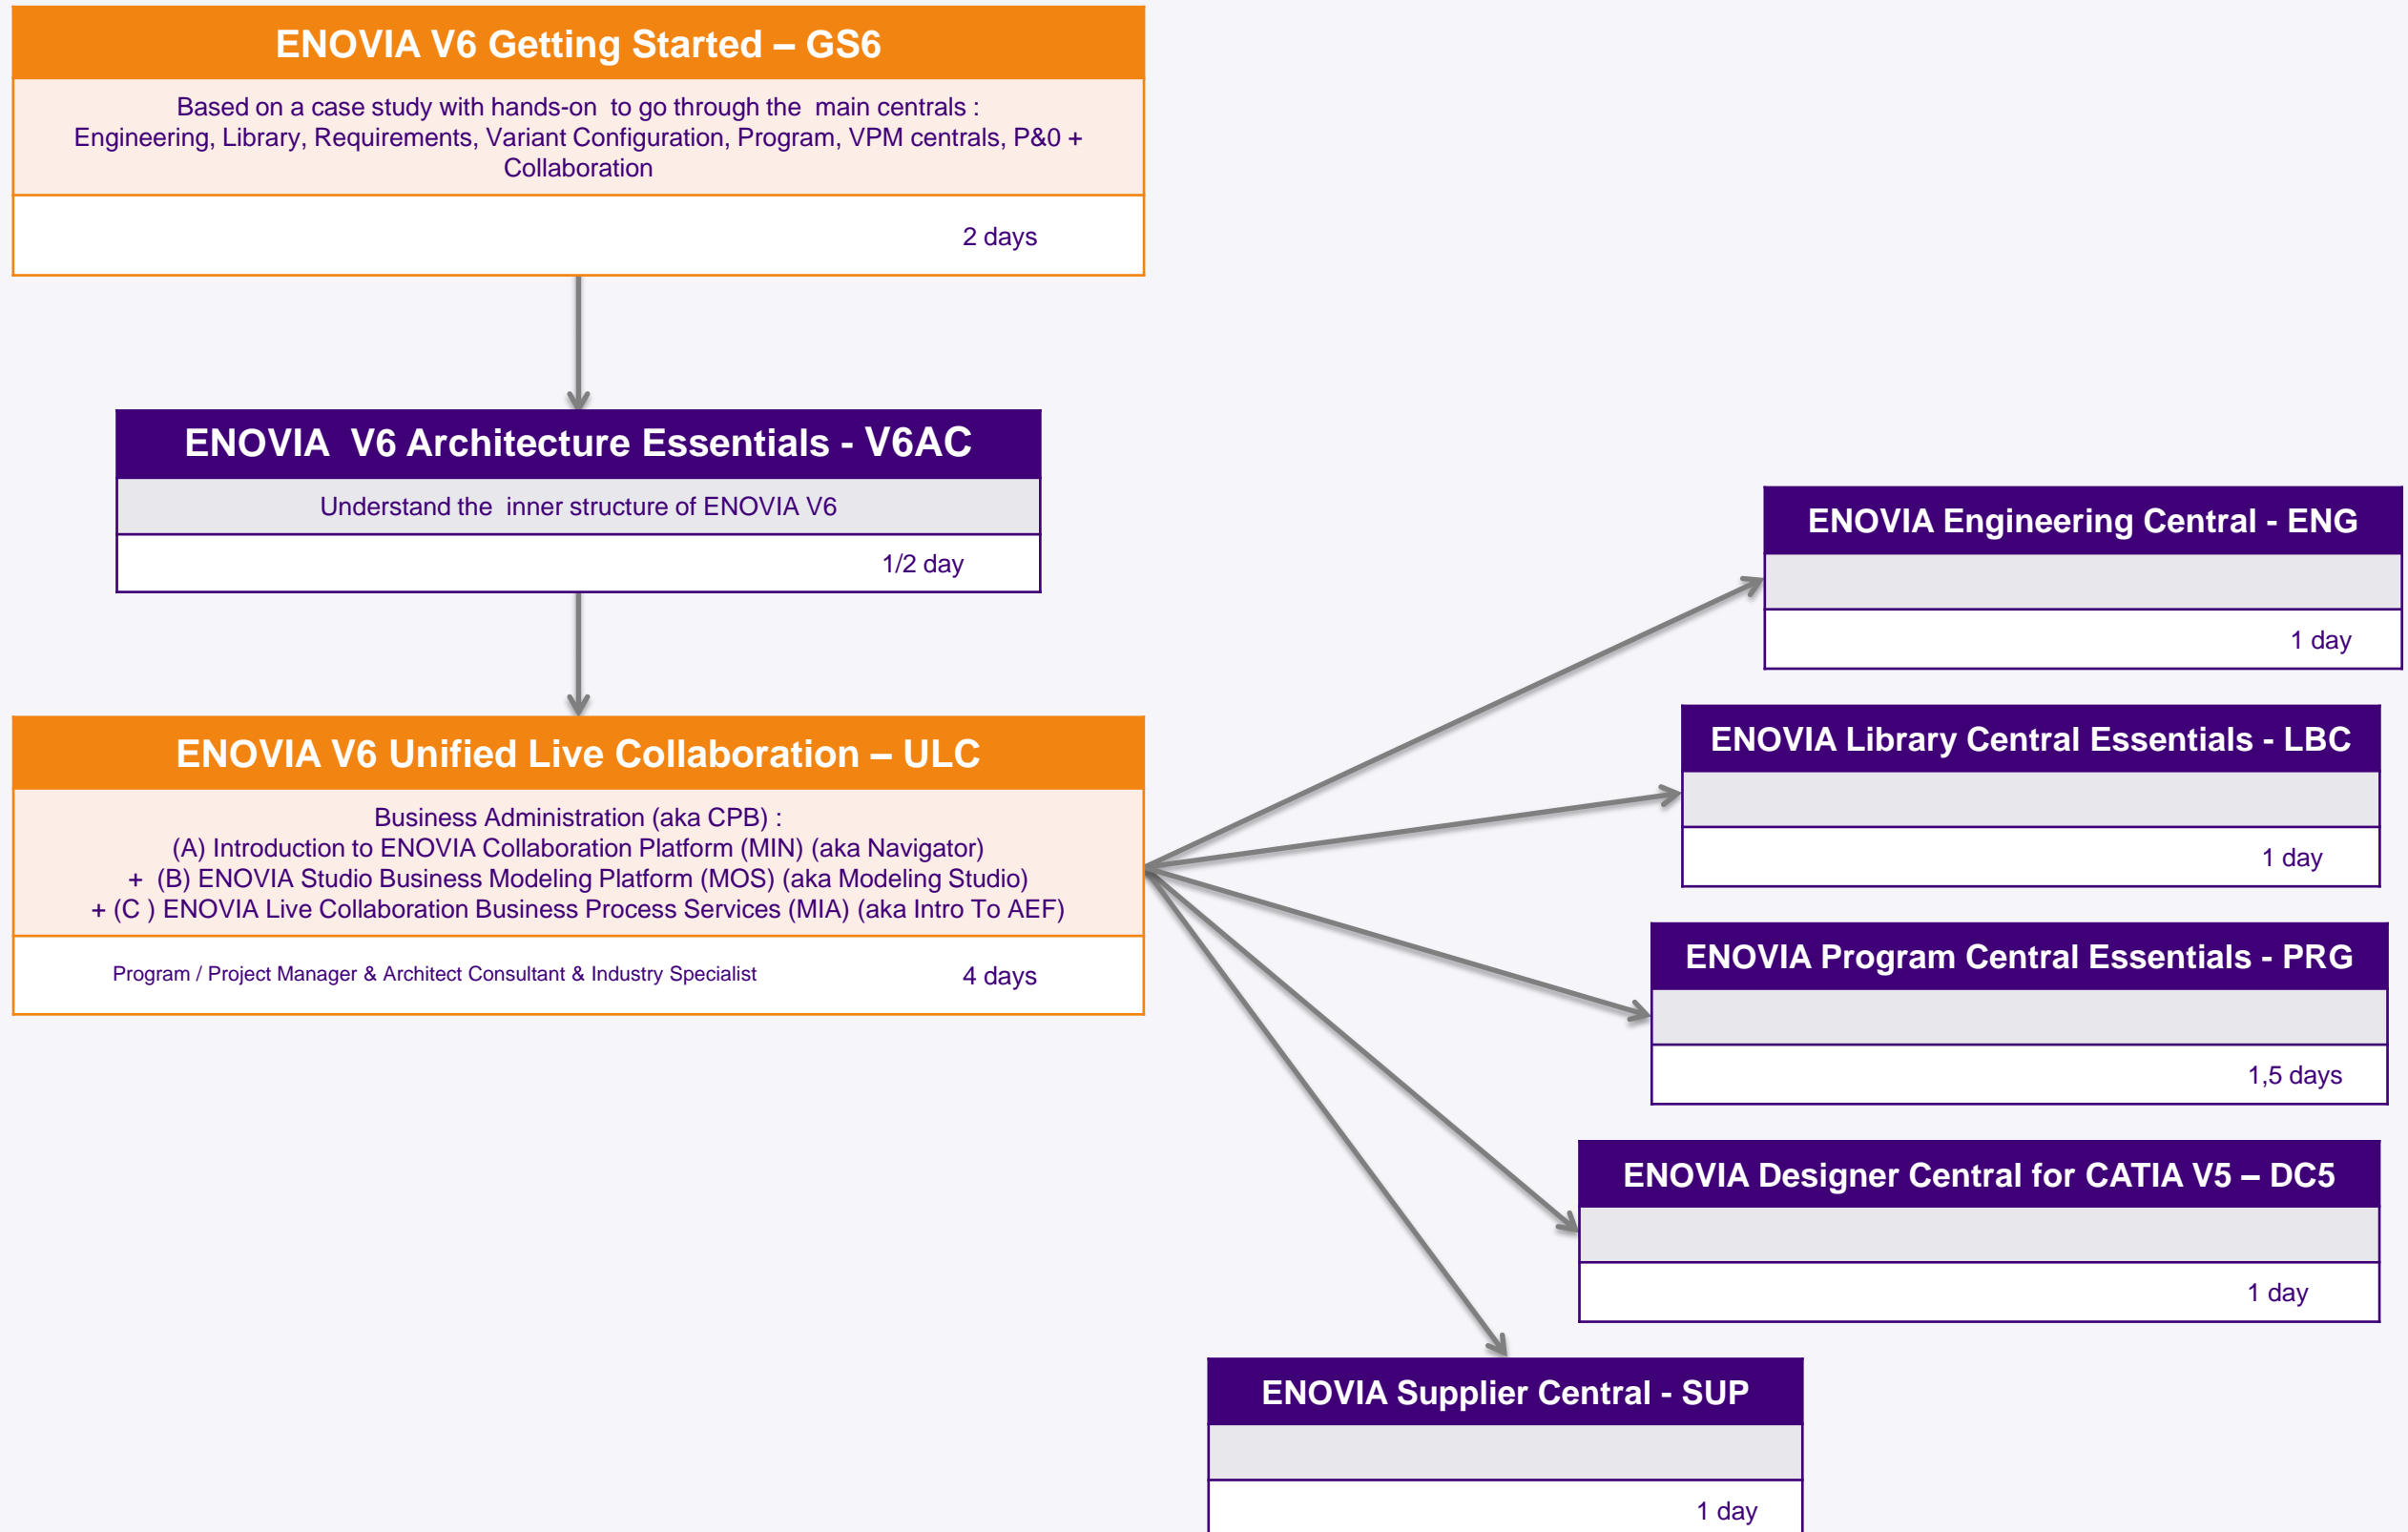 ENOVIA V6 Getting Started – GS6
Based on a case study with hands-on to go through the main centrals :
Engineering, Library, Requirements, Variant Configuration, Program, VPM centrals, P&0 +
Collaboration
2 days
ENOVIA V6 Architecture Essentials - V6AC
Understand the inner structure of ENOVIA V6
1/2 day
ENOVIA V6 Unified Live Collaboration – ULC
Business Administration (aka CPB) :
(A) Introduction to ENOVIA Collaboration Platform (MIN) (aka Navigator)
+ (B) ENOVIA Studio Business Modeling Platform (MOS) (aka Modeling Studio)
+ (C ) ENOVIA Live Collaboration Business Process Services (MIA) (aka Intro To AEF)
Program / Project Manager & Architect Consultant & Industry Specialist
4 days
ENOVIA Engineering Central - ENG
1 day
ENOVIA Library Central Essentials - LBC
1 day
ENOVIA Program Central Essentials - PRG
1,5 days
ENOVIA Designer Central for CATIA V5 – DC5
1 day
ENOVIA Supplier Central - SUP
1 day